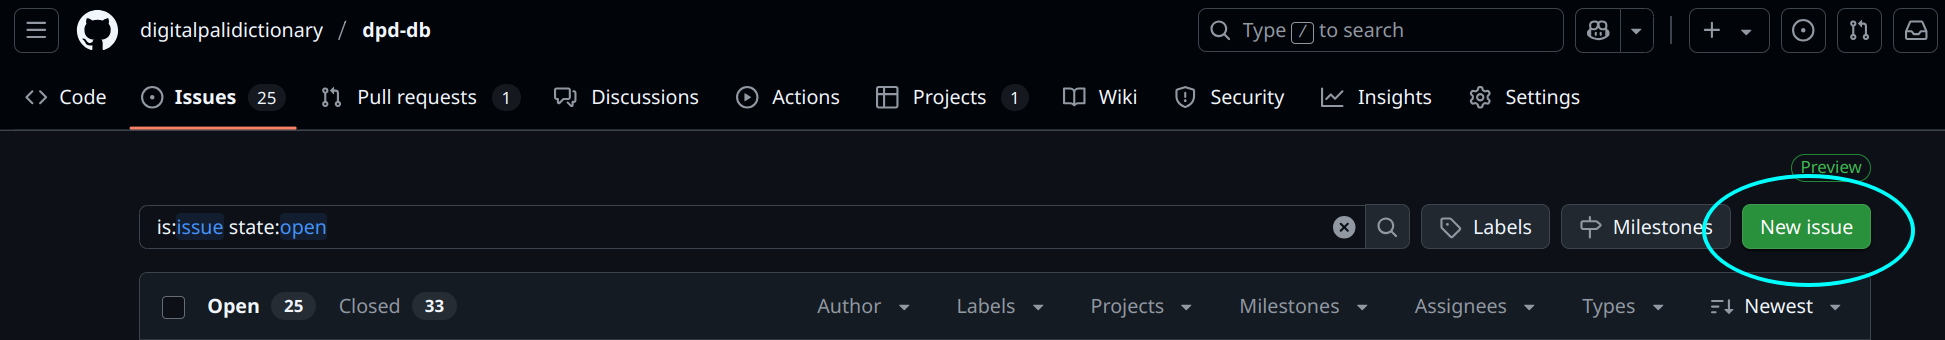 digitalpalidictionary / dpd-db Type / to search
Code Issues 25 Pull requests 1 Discussions Actions Projects 1 Wiki Security Insights Settings
Preview
is:issue state:open Labels Milestones New issue
Open 25 Closed 33 Author Labels Projects Milestones Assignees Types Newest